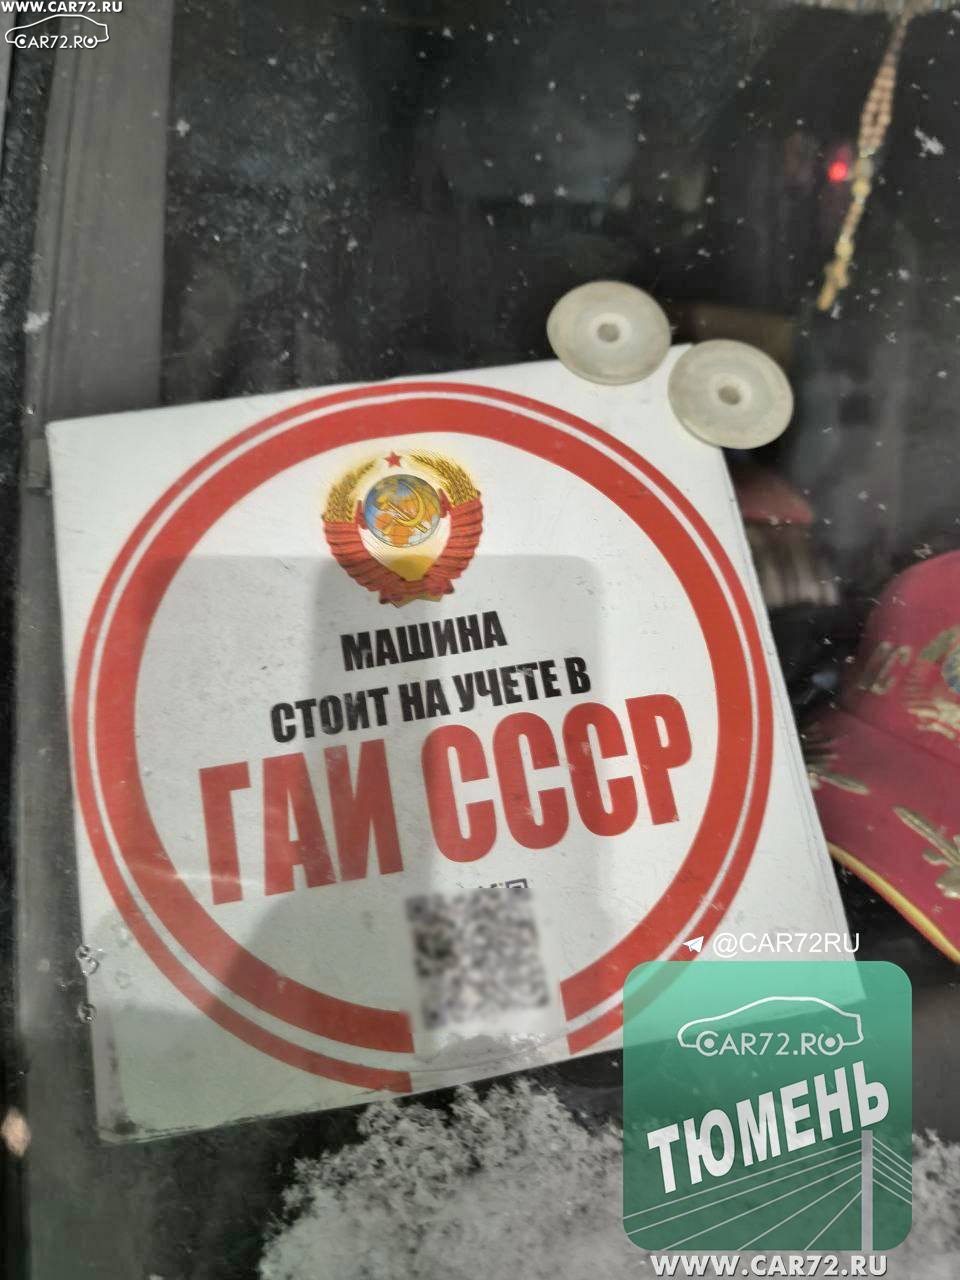 WWW.CAR72.RU
CAR72.RU
МАШИНА
СТОИТ НА УЧЕТЕ В
ГАИ СССР
@CAR72RU
CAR72.RU
ТЮМЕНЬ
WWW.CAR72.RU